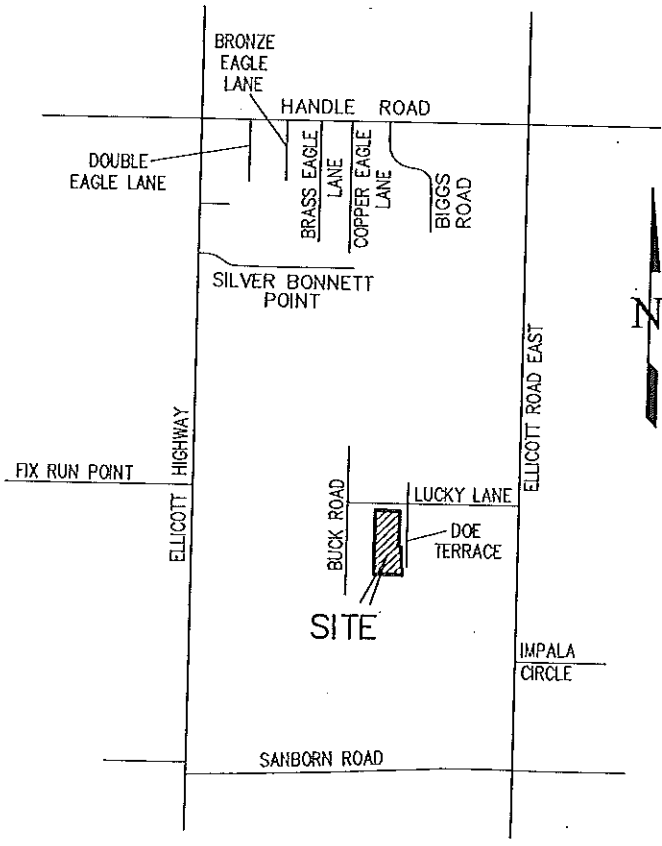 BRONZE
EAGLE
LANE
HANDLE ROAD
DOUBLE
EAGLE LANE
BRASS EAGLE
LANE
COPPER EAGLE
LANE
BIGGS
ROAD
SILVER BONNETT
POINT
N
ELLICOTT ROAD EAST
ELLICOTT HIGHWAY
FIX RUN POINT
BUCK ROAD
LUCKY LANE
DOE
TERRACE
SITE
IMPALA
CIRCLE
SANBORN ROAD